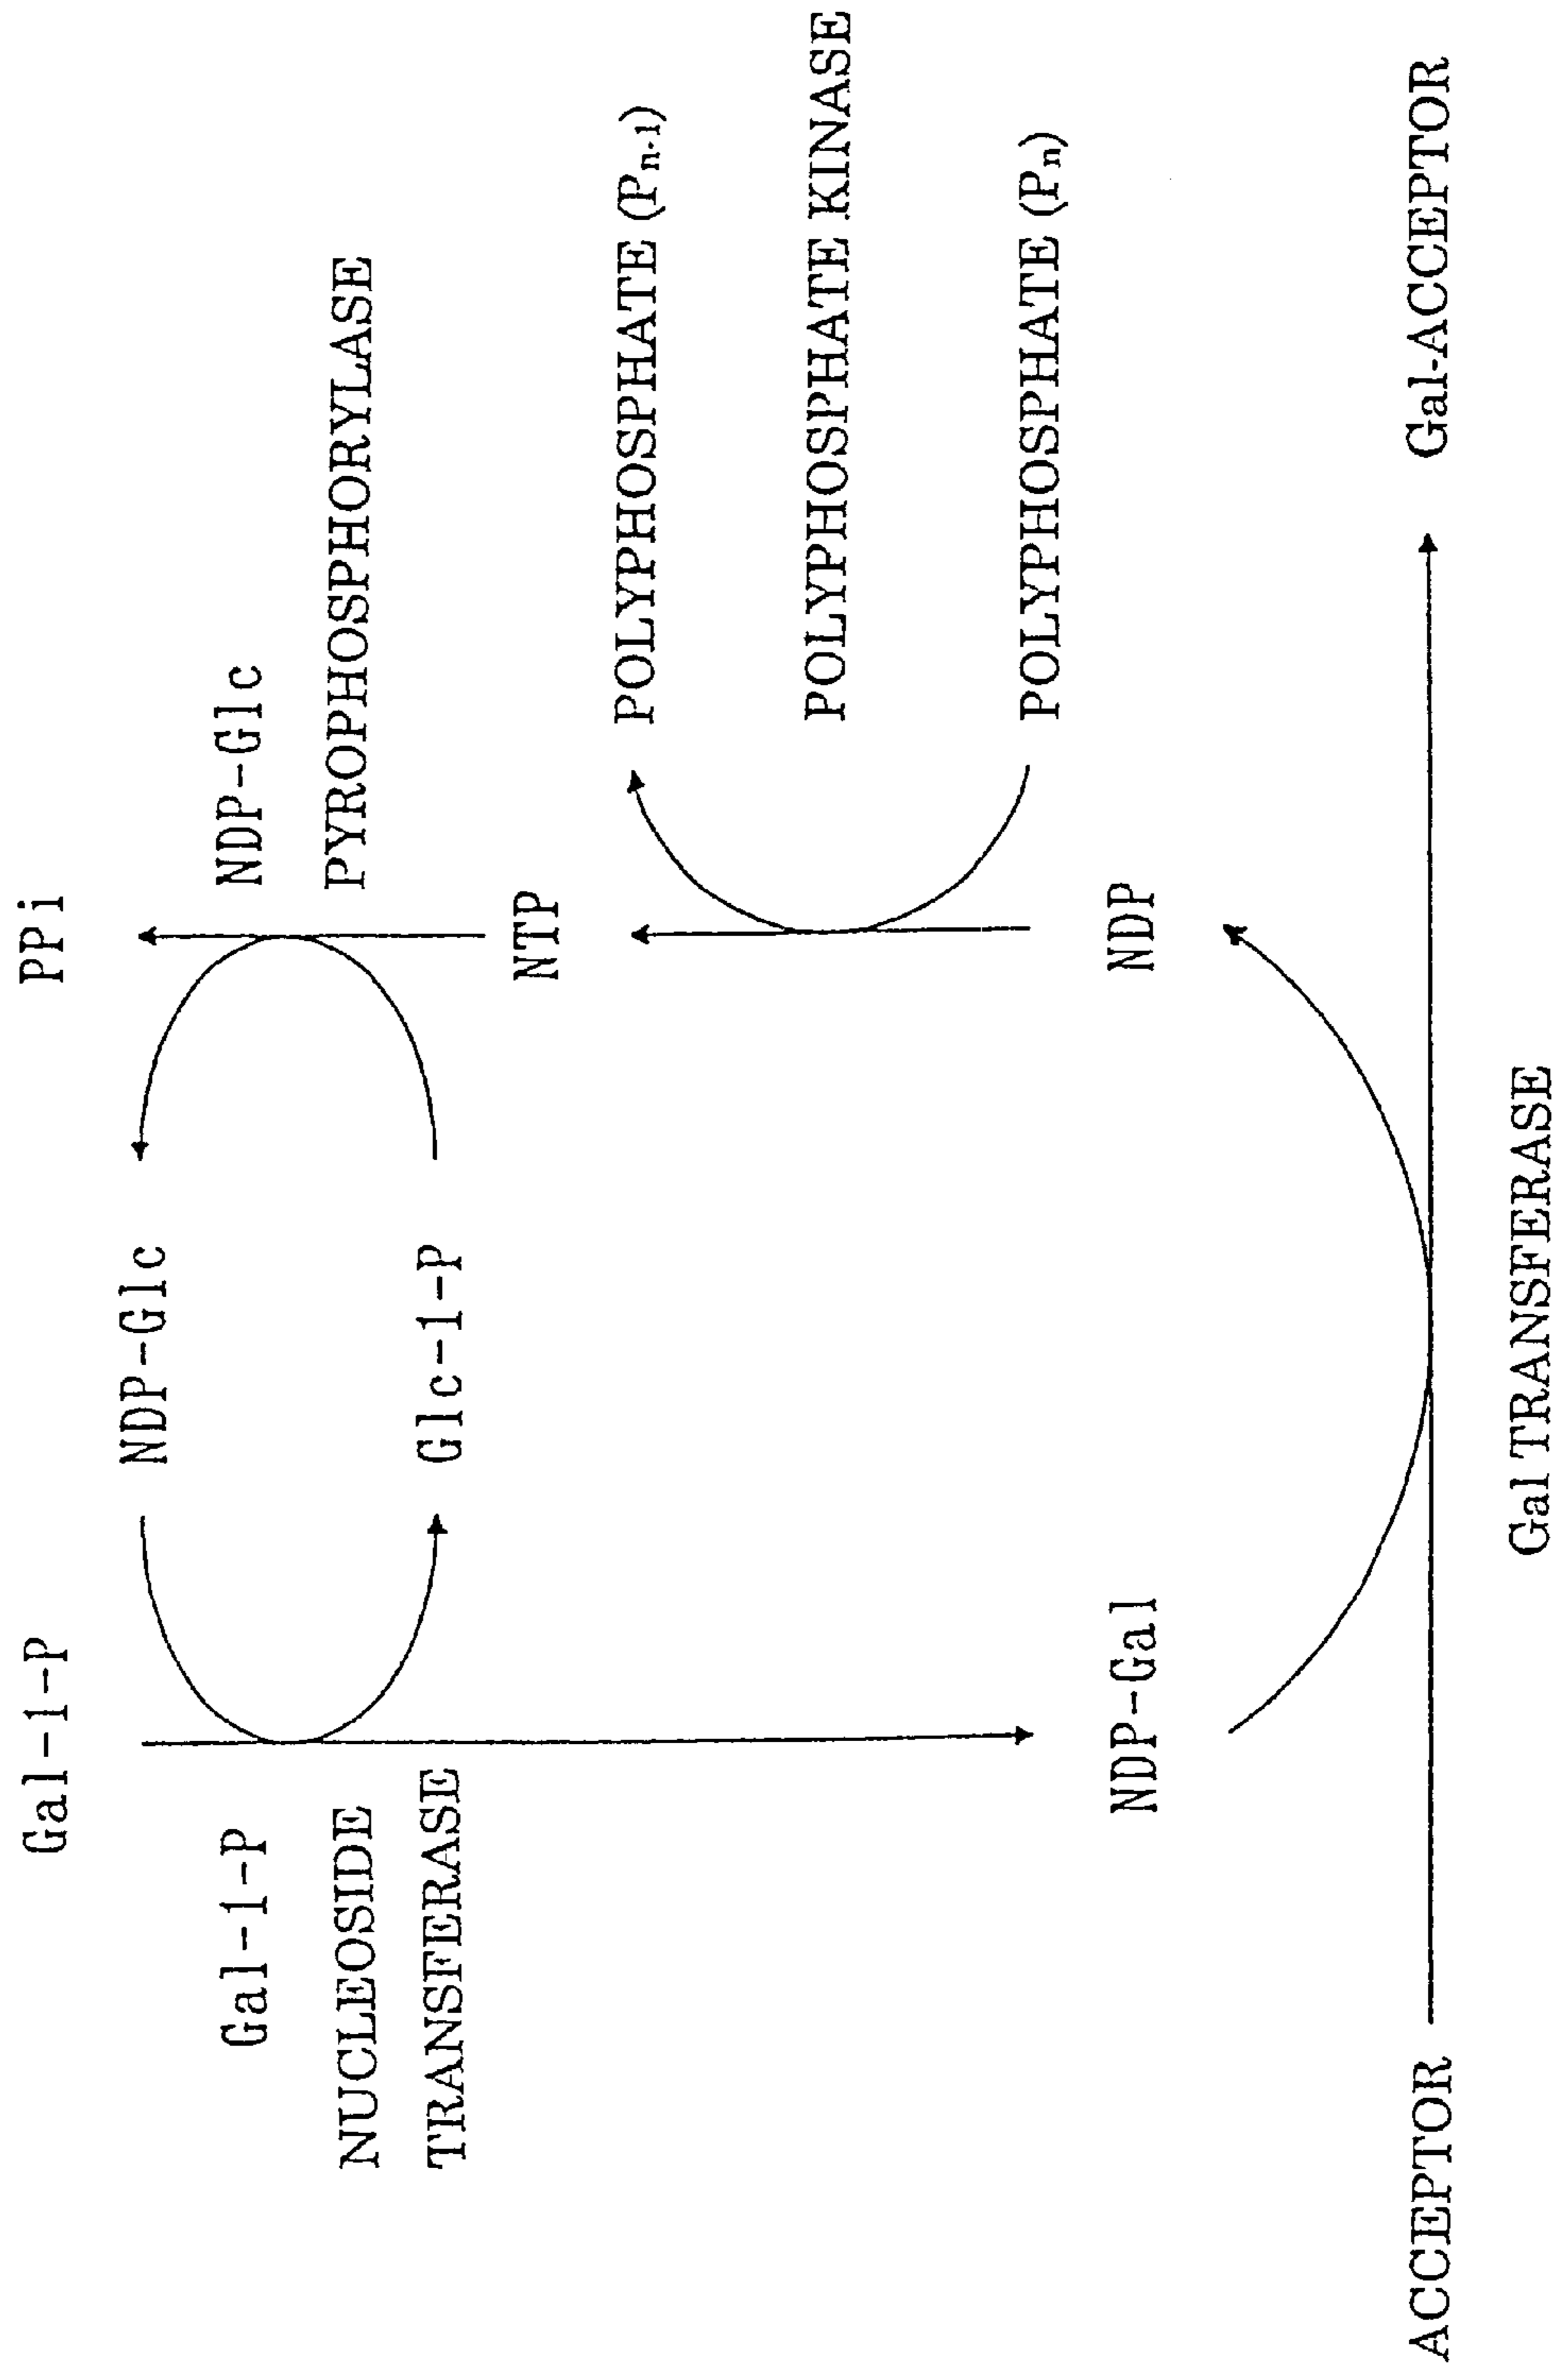 Gal-1-P
PPi
NDP-Glc
Gal-1-P
NUCLEOSIDE
TRANSFERASE
NDP-Glc
PYROPHOSPHORYLASE
Glc-1-P
NTP
POLYPHOSPHATE (Pn-1)
POLYPHOSPHATE KINASE
POLYPHOSPHATE (Pn)
NDP-Gal
NDP
ACCEPTOR
Gal-ACCEPTOR
Gal TRANSFERASE